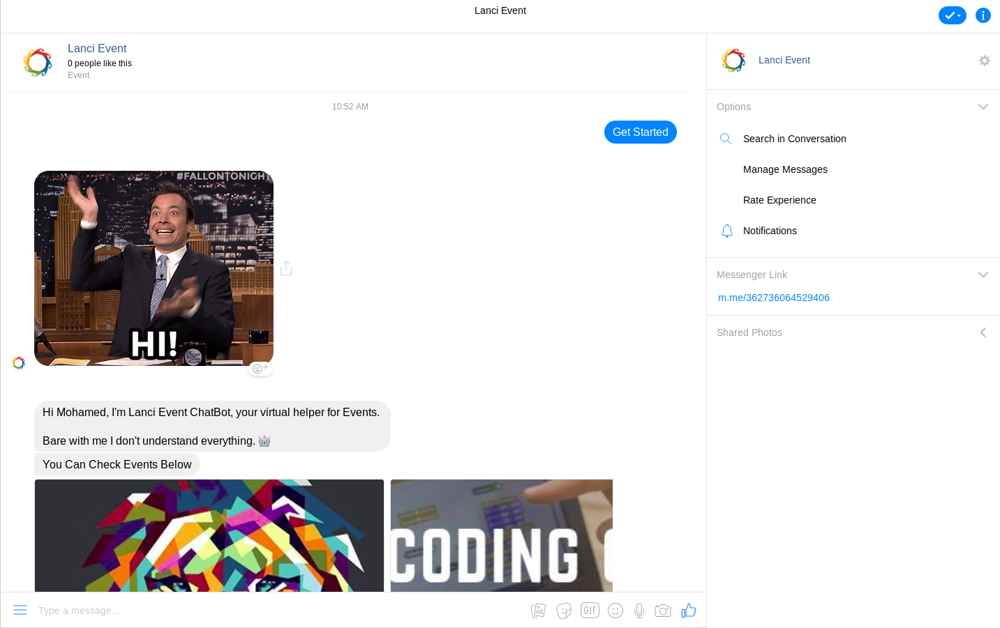 Lanci Event
Lanci Event
0 people like this
Event
10:52 AM
Get Started
#FALLONTONIGHT
HI!
Hi Mohamed, I'm Lanci Event ChatBot, your virtual helper for Events.
Bare with me I don't understand everything. 🤖
You Can Check Events Below
CODING
Type a message...
GIF
Lanci Event
Options
Search in Conversation
Manage Messages
Rate Experience
Notifications
Messenger Link
m.me/362736064529406
Shared Photos